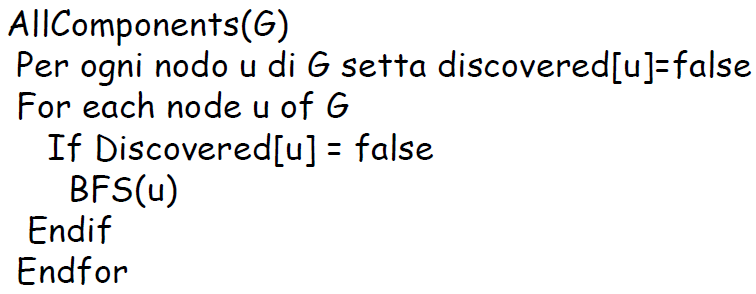 AllComponents(G)
Per ogni nodo u di G setta discovered[u]=false
For each node u of G
If Discovered[u] = false
BFS(u)
Endif
Endfor